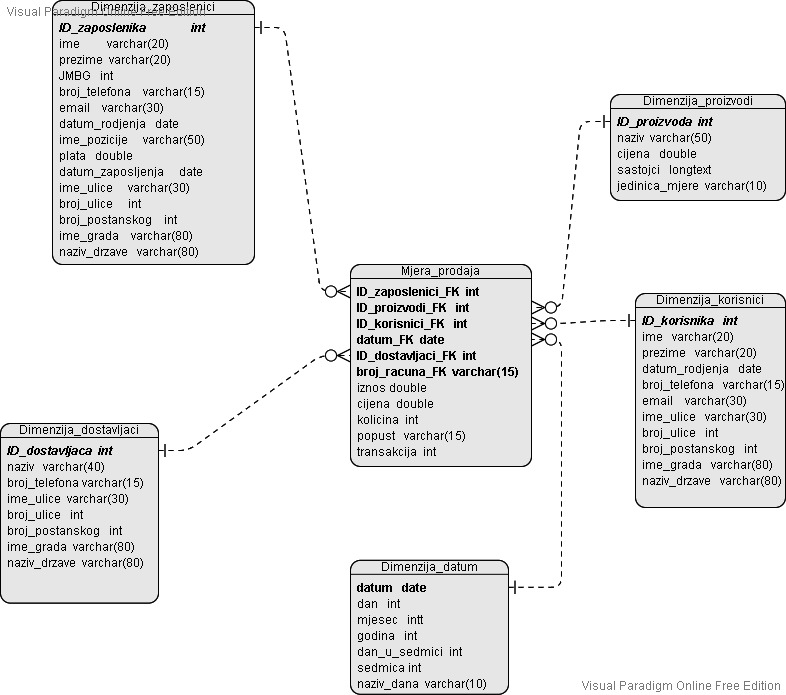 Visual Paradigm Online Free Edition
Dimenzija_zaposlenici
ID_zaposlenika int
ime varchar(20)
prezime varchar(20)
JMBG int
broj_telefona varchar(15)
email varchar(30)
datum_rodjenja date
ime_pozicije varchar(50)
plata double
datum_zaposljenja date
ime_ulice varchar(30)
broj_ulice int
broj_postanskog int
ime_grada varchar(80)
naziv_drzave varchar(80)
Dimenzija_proizvodi
ID_proizvoda int
naziv varchar(50)
cijena double
sastojci longtext
jedinica_mjere varchar(10)
Mjera_prodaja
ID_zaposlenici_FK int
ID_proizvodi_FK int
ID_korisnici_FK int
datum_FK date
ID_dostavljaci_FK int
broj_racuna_FK varchar(15)
iznos double
cijena double
kolicina int
popust varchar(15)
transakcija int
Dimenzija_korisnici
ID_korisnika int
ime varchar(20)
prezime varchar(20)
datum_rodjenja date
broj_telefona varchar(15)
email varchar(30)
ime_ulice varchar(30)
broj_ulice int
broj_postanskog int
ime_grada varchar(80)
naziv_drzave varchar(80)
Dimenzija_dostavljaci
ID_dostavljaca int
naziv varchar(40)
broj_telefona varchar(15)
ime_ulice varchar(30)
broj_ulice int
broj_postanskog int
ime_grada varchar(80)
naziv_drzave varchar(80)
Dimenzija_datum
datum date
dan int
mjesec intt
godina int
dan_u_sedmici int
sedmica int
naziv_dana varchar(10)
Visual Paradigm Online Free Edition